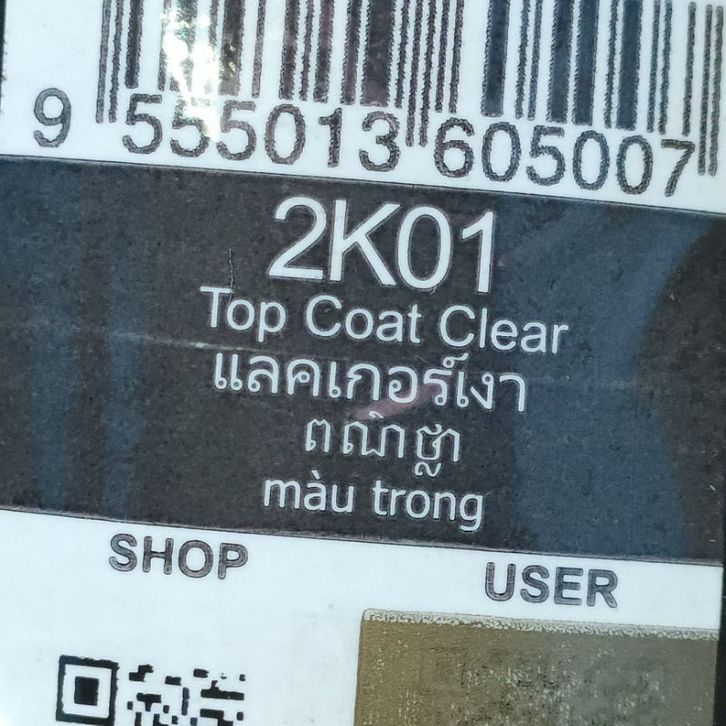 9 555013 605007
2K01
Top Coat Clear
แลคเกอร์เงา
ពណ៌ថ្លា
màu trong
SHOP
USER